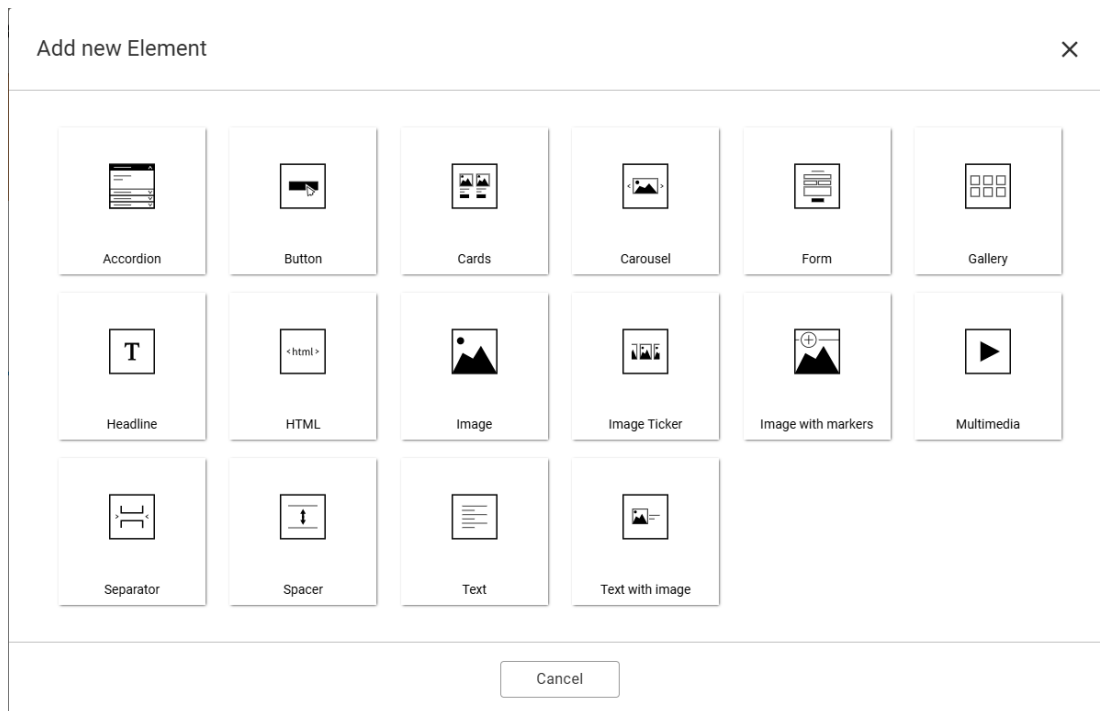 Add new Element
Accordion
Button
Cards
Carousel
Form
Gallery
T
Headline
<html>
HTML
Image
Image Ticker
Image with markers
Multimedia
Separator
Spacer
Text
Text with image
Cancel